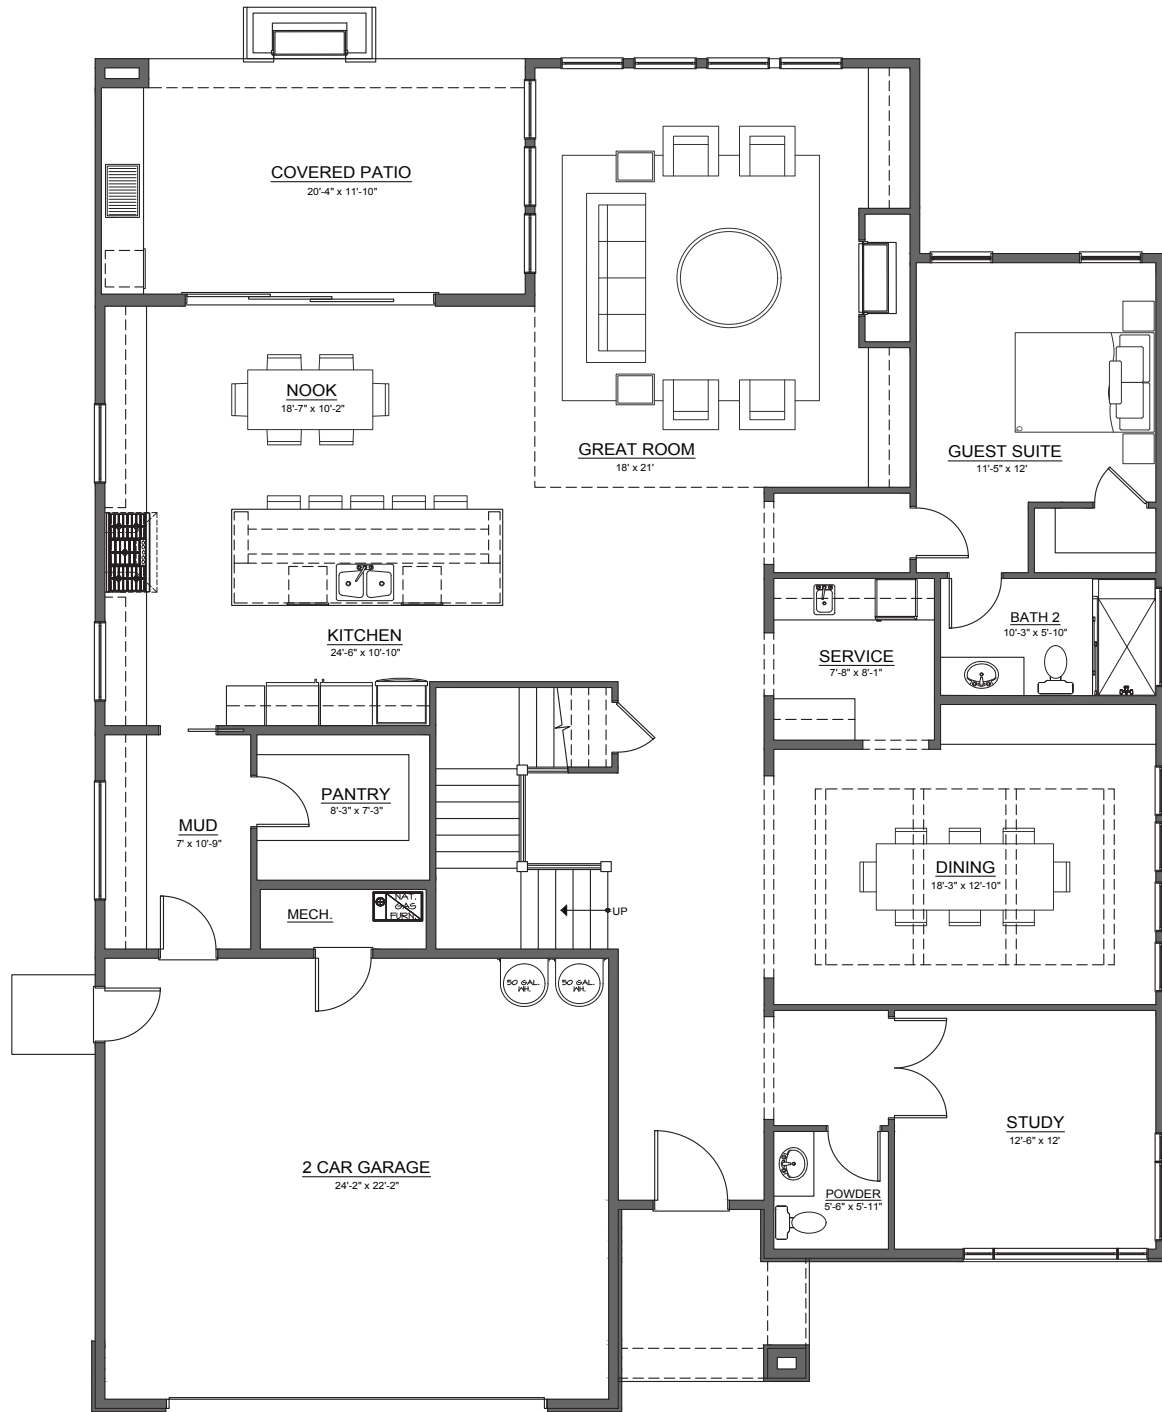 COVERED PATIO
20'-4" x 11'-10"
NOOK
18'-7" x 10'-2"
GREAT ROOM
18' x 21'
GUEST SUITE
11'-5" x 12'
KITCHEN
24'-6" x 10'-10"
BATH 2
10'-3" x 5'-10"
SERVICE
7'-8" x 8'-1"
PANTRY
8'-3" x 7'-3"
MUD
7' x 10'-9"
DINING
18'-3" x 12'-10"
MECH.
NAT.
GAS
FURN.
UP
50 GAL.
WH.
50 GAL.
WH.
STUDY
12'-6" x 12'
2 CAR GARAGE
24'-2" x 22'-2"
POWDER
5'-6" x 5'-11"